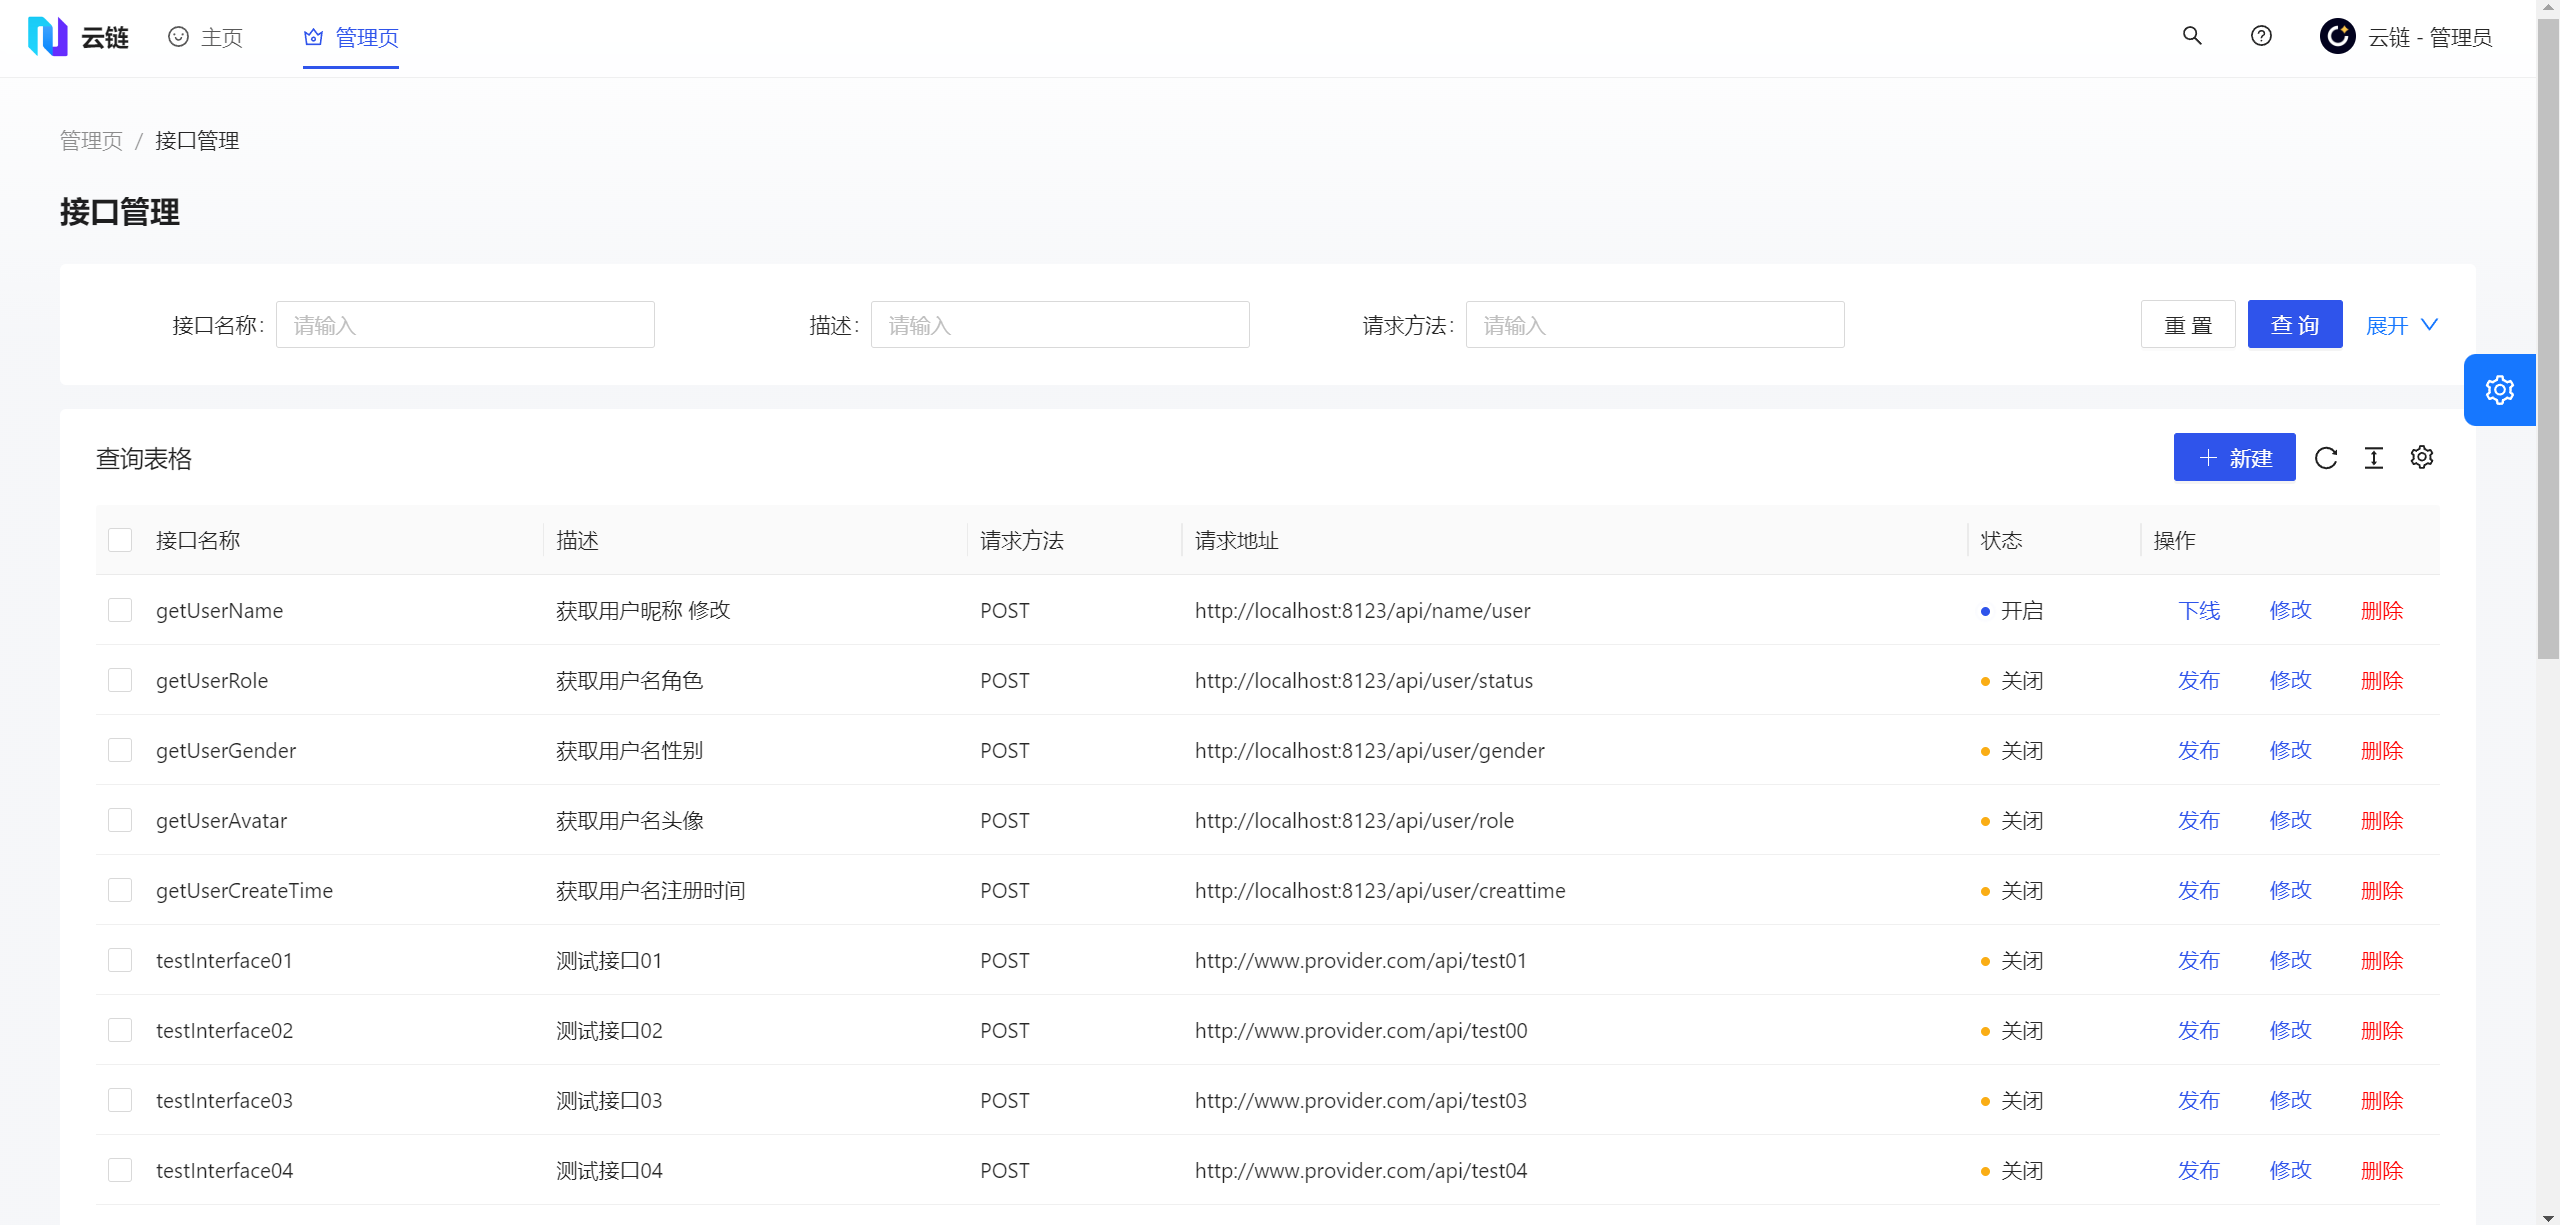 云链 主页 管理页 云链 - 管理员
管理页 / 接口管理
接口管理
接口名称: 请输入 描述: 请输入 请求方法: 请输入 重 置 查 询 展开
查询表格 新建
接口名称 描述 请求方法 请求地址 状态 操作
getUserName 获取用户昵称 修改 POST http://localhost:8123/api/name/user 开启 下线 修改 删除
getUserRole 获取用户名角色 POST http://localhost:8123/api/user/status 关闭 发布 修改 删除
getUserGender 获取用户名性别 POST http://localhost:8123/api/user/gender 关闭 发布 修改 删除
getUserAvatar 获取用户名头像 POST http://localhost:8123/api/user/role 关闭 发布 修改 删除
getUserCreateTime 获取用户名注册时间 POST http://localhost:8123/api/user/creattime 关闭 发布 修改 删除
testInterface01 测试接口01 POST http://www.provider.com/api/test01 关闭 发布 修改 删除
testInterface02 测试接口02 POST http://www.provider.com/api/test00 关闭 发布 修改 删除
testInterface03 测试接口03 POST http://www.provider.com/api/test03 关闭 发布 修改 删除
testInterface04 测试接口04 POST http://www.provider.com/api/test04 关闭 发布 修改 删除